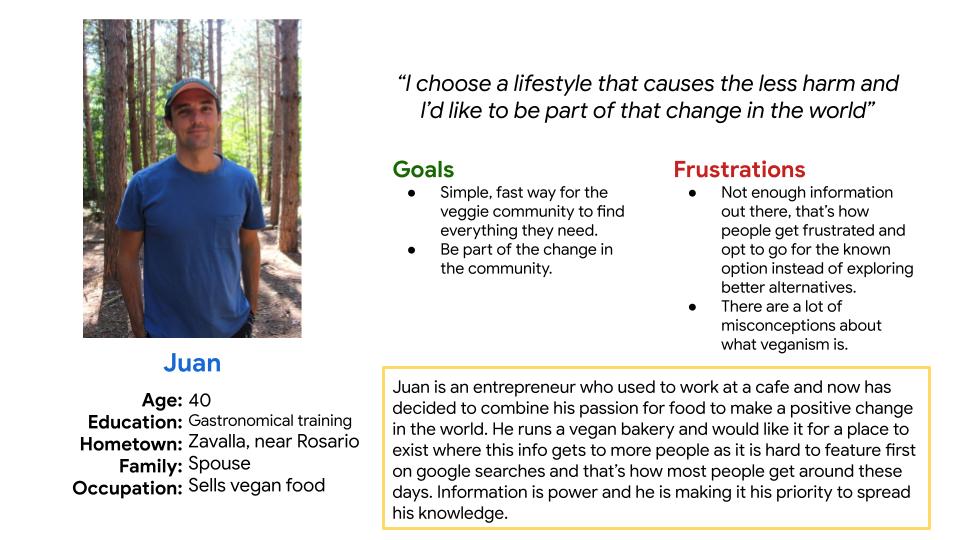 “I choose a lifestyle that causes the less harm and
I’d like to be part of that change in the world”
Goals
● Simple, fast way for the
veggie community to find
everything they need.
● Be part of the change in
the community.
Frustrations
● Not enough information
out there, that’s how
people get frustrated and
opt to go for the known
option instead of exploring
better alternatives.
● There are a lot of
misconceptions about
what veganism is.
Juan
Age: 40
Education: Gastronomical training
Hometown: Zavalla, near Rosario
Family: Spouse
Occupation: Sells vegan food
Juan is an entrepreneur who used to work at a cafe and now has
decided to combine his passion for food to make a positive change
in the world. He runs a vegan bakery and would like it for a place to
exist where this info gets to more people as it is hard to feature first
on google searches and that’s how most people get around these
days. Information is power and he is making it his priority to spread
his knowledge.